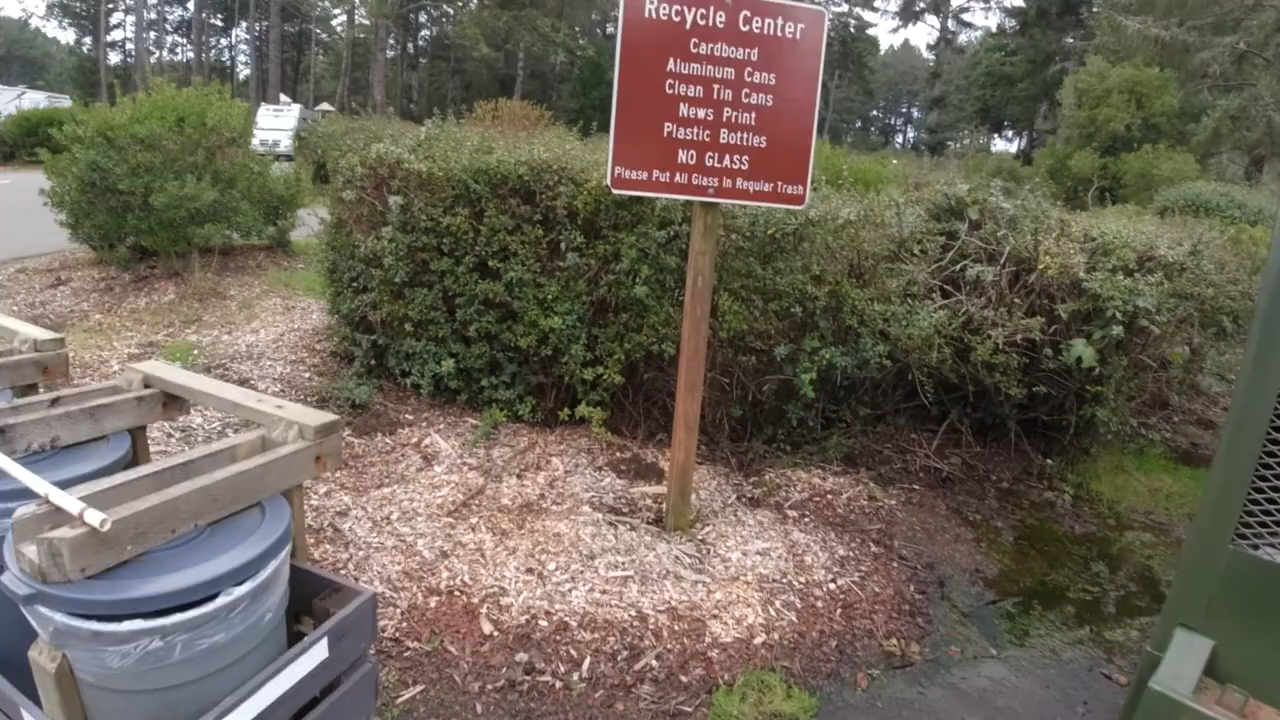 Recycle Center
Cardboard
Aluminum Cans
Clean Tin Cans
News Print
Plastic Bottles
NO GLASS
Please Put All Glass In Regular Trash